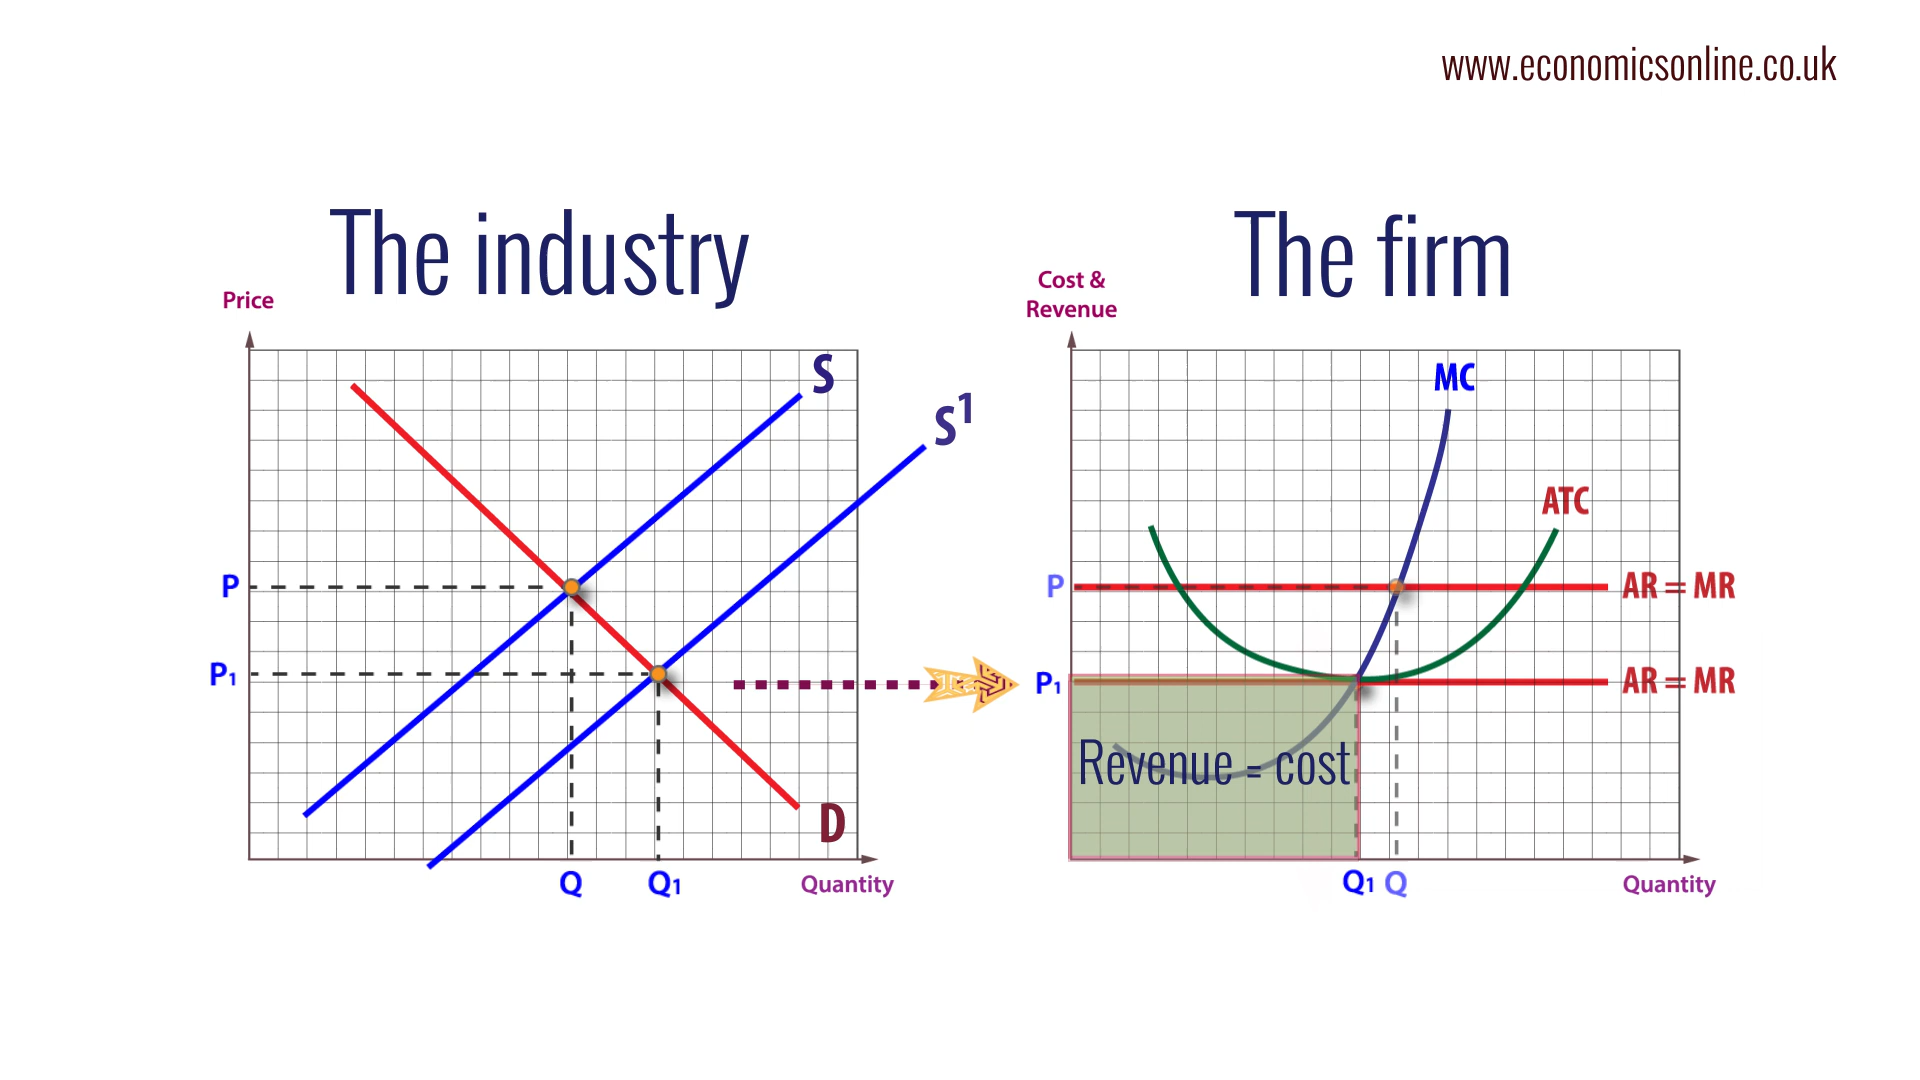 www.economicsonline.co.uk
The industry
The firm
Price
Cost &
Revenue
S
S1
D
P
P1
Q
Q1
Quantity
MC
ATC
P
AR = MR
P1
AR = MR
Revenue = cost
Q1
Q
Quantity